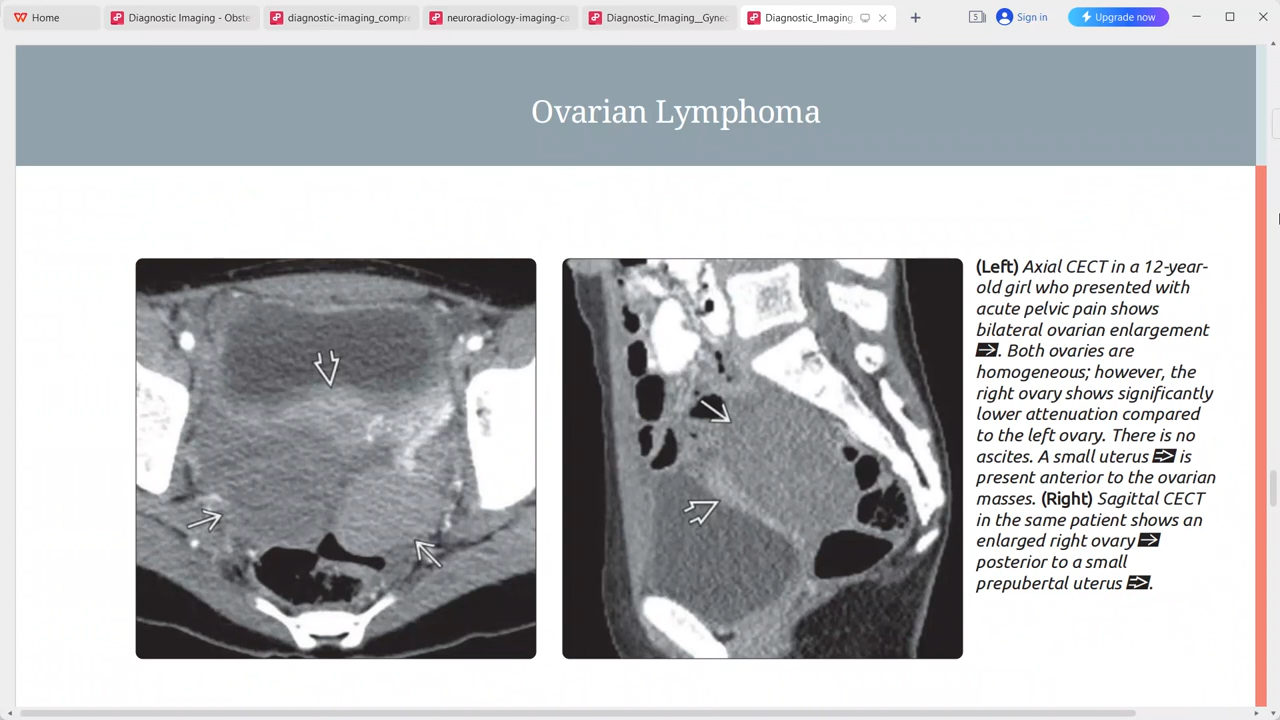 Home
Diagnostic Imaging - Obste
diagnostic-imaging_compre
neuroradiology-imaging-ca
Diagnostic_Imaging__Gynec
Diagnostic_Imaging_
5
Sign in
Upgrade now
Ovarian Lymphoma
(Left) Axial CECT in a 12-year-
old girl who presented with
acute pelvic pain shows
bilateral ovarian enlargement
. Both ovaries are
homogeneous; however, the
right ovary shows significantly
lower attenuation compared
to the left ovary. There is no
ascites. A small uterus is
present anterior to the ovarian
masses. (Right) Sagittal CECT
in the same patient shows an
enlarged right ovary
posterior to a small
prepubertal uterus .